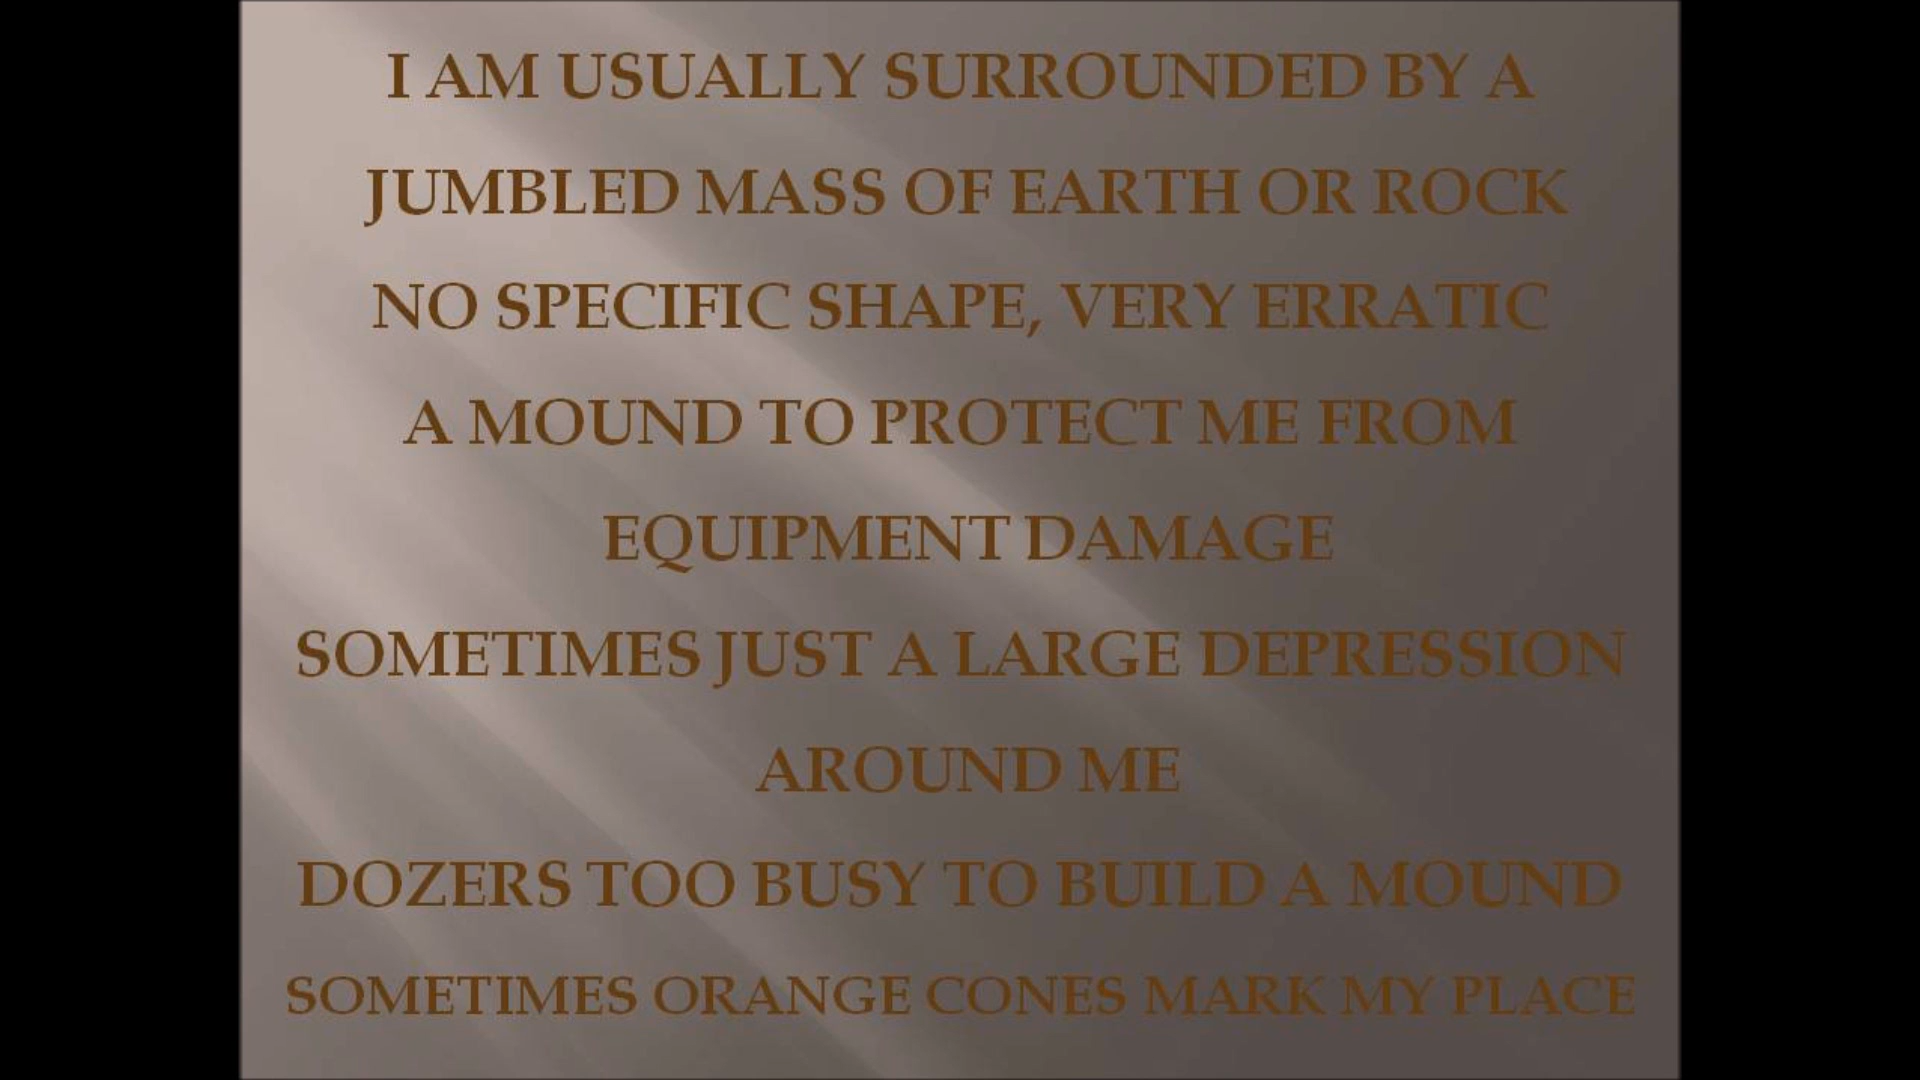 I AM USUALLY SURROUNDED BY A
JUMBLED MASS OF EARTH OR ROCK
NO SPECIFIC SHAPE, VERY ERRATIC
A MOUND TO PROTECT ME FROM
EQUIPMENT DAMAGE
SOMETIMES JUST A LARGE DEPRESSION
AROUND ME
DOZERS TOO BUSY TO BUILD A MOUND
SOMETIMES ORANGE CONES MARK MY PLACE